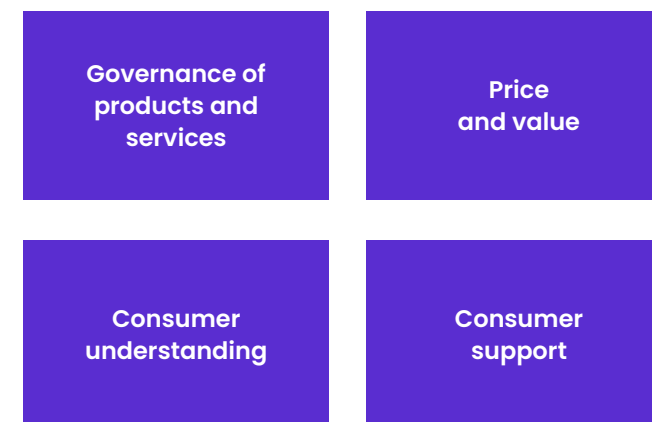 Governance of
products and
services
Price
and value
Consumer
understanding
Consumer
support